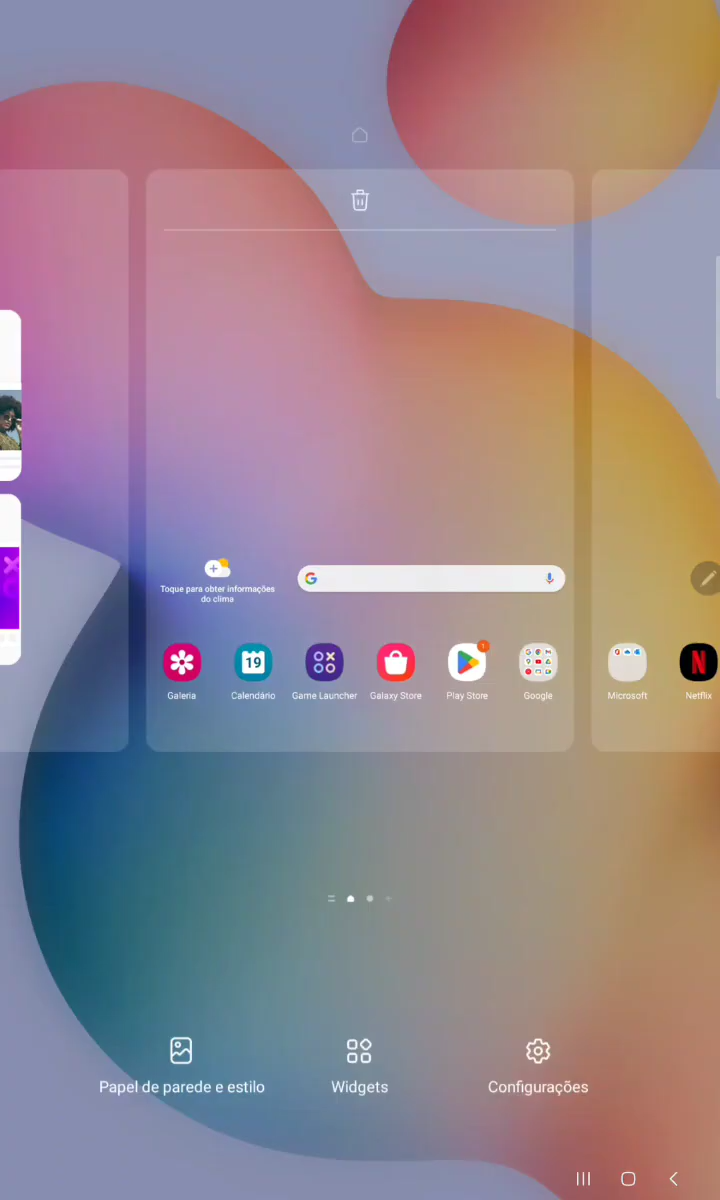 Toque para obter informações
do clima
19
1
Galeria
Calendário
Game Launcher
Galaxy Store
Play Store
Google
Microsoft
Netflix
Papel de parede e estilo
Widgets
Configurações